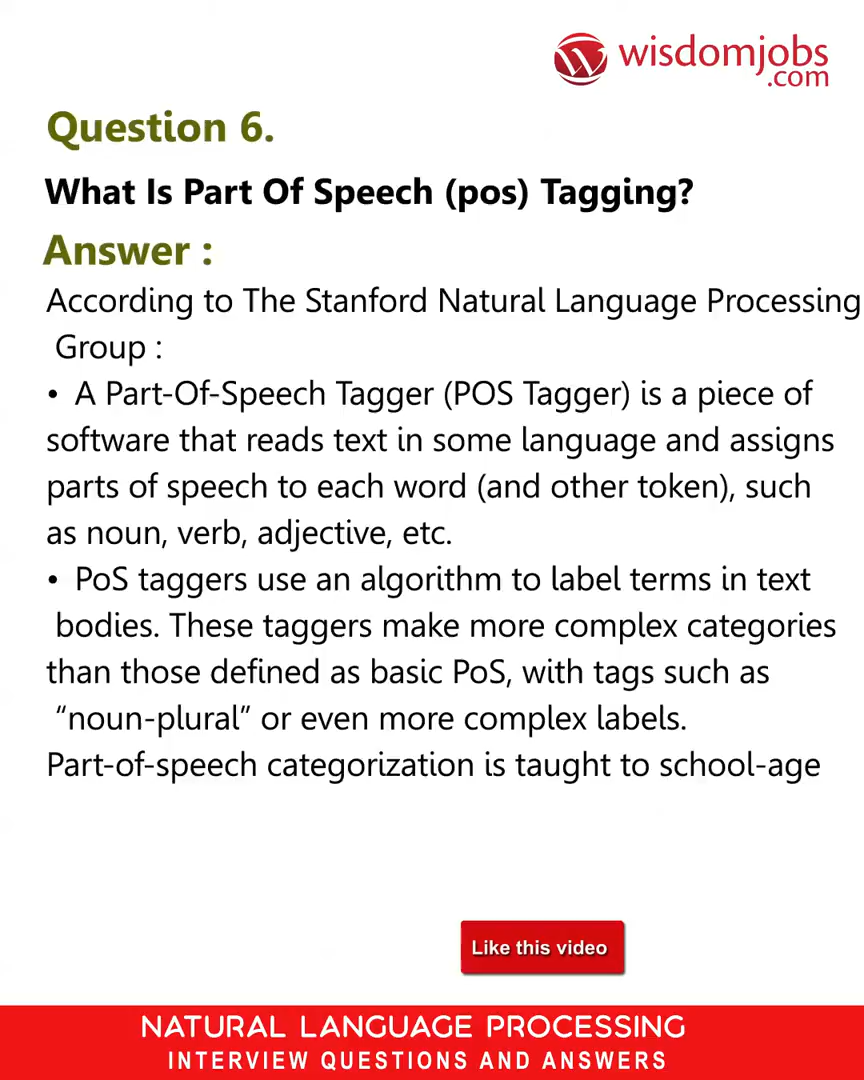 wisdomjobs
.com
Question 6.
What Is Part Of Speech (pos) Tagging?
Answer :
According to The Stanford Natural Language Processing
Group :
• A Part-Of-Speech Tagger (POS Tagger) is a piece of
software that reads text in some language and assigns
parts of speech to each word (and other token), such
as noun, verb, adjective, etc.
• PoS taggers use an algorithm to label terms in text
bodies. These taggers make more complex categories
than those defined as basic PoS, with tags such as
“noun-plural” or even more complex labels.
Part-of-speech categorization is taught to school-age
Like this video
NATURAL LANGUAGE PROCESSING
INTERVIEW QUESTIONS AND ANSWERS